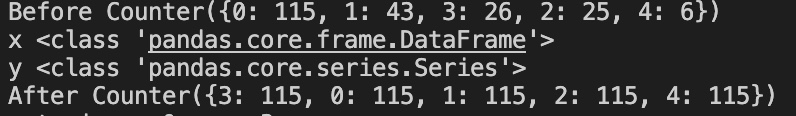 Before Counter({0: 115, 1: 43, 3: 26, 2: 25, 4: 6})
x <class 'pandas.core.frame.DataFrame'>
y <class 'pandas.core.series.Series'>
After Counter({3: 115, 0: 115, 1: 115, 2: 115, 4: 115})